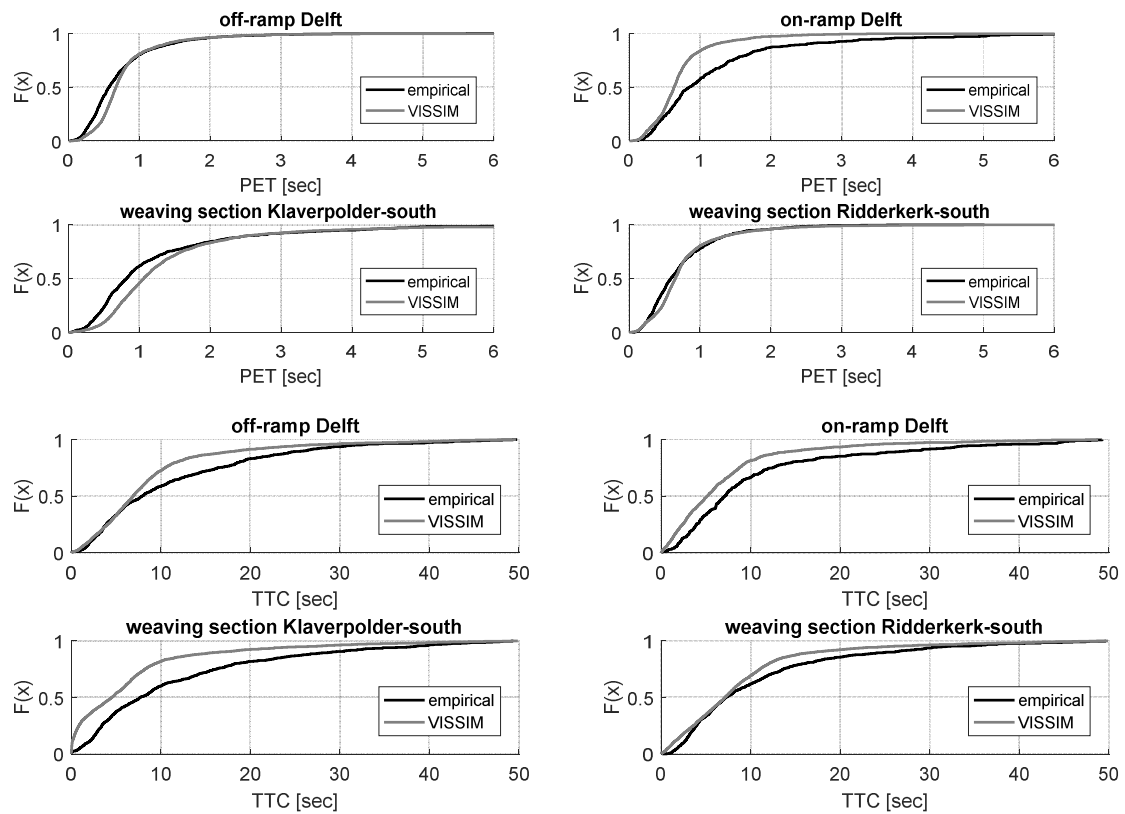 off-ramp Delft
F(x)
1
0.5
0
empirical
VISSIM
0 1 2 3 4 5 6
PET [sec]
on-ramp Delft
F(x)
1
0.5
0
empirical
VISSIM
0 1 2 3 4 5 6
PET [sec]
weaving section Klaverpolder-south
F(x)
1
0.5
0
empirical
VISSIM
0 1 2 3 4 5 6
PET [sec]
weaving section Ridderkerk-south
F(x)
1
0.5
0
empirical
VISSIM
0 1 2 3 4 5 6
PET [sec]
off-ramp Delft
F(x)
1
0.5
0
empirical
VISSIM
0 10 20 30 40 50
TTC [sec]
on-ramp Delft
F(x)
1
0.5
0
empirical
VISSIM
0 10 20 30 40 50
TTC [sec]
weaving section Klaverpolder-south
F(x)
1
0.5
0
empirical
VISSIM
0 10 20 30 40 50
TTC [sec]
weaving section Ridderkerk-south
F(x)
1
0.5
0
empirical
VISSIM
0 10 20 30 40 50
TTC [sec]